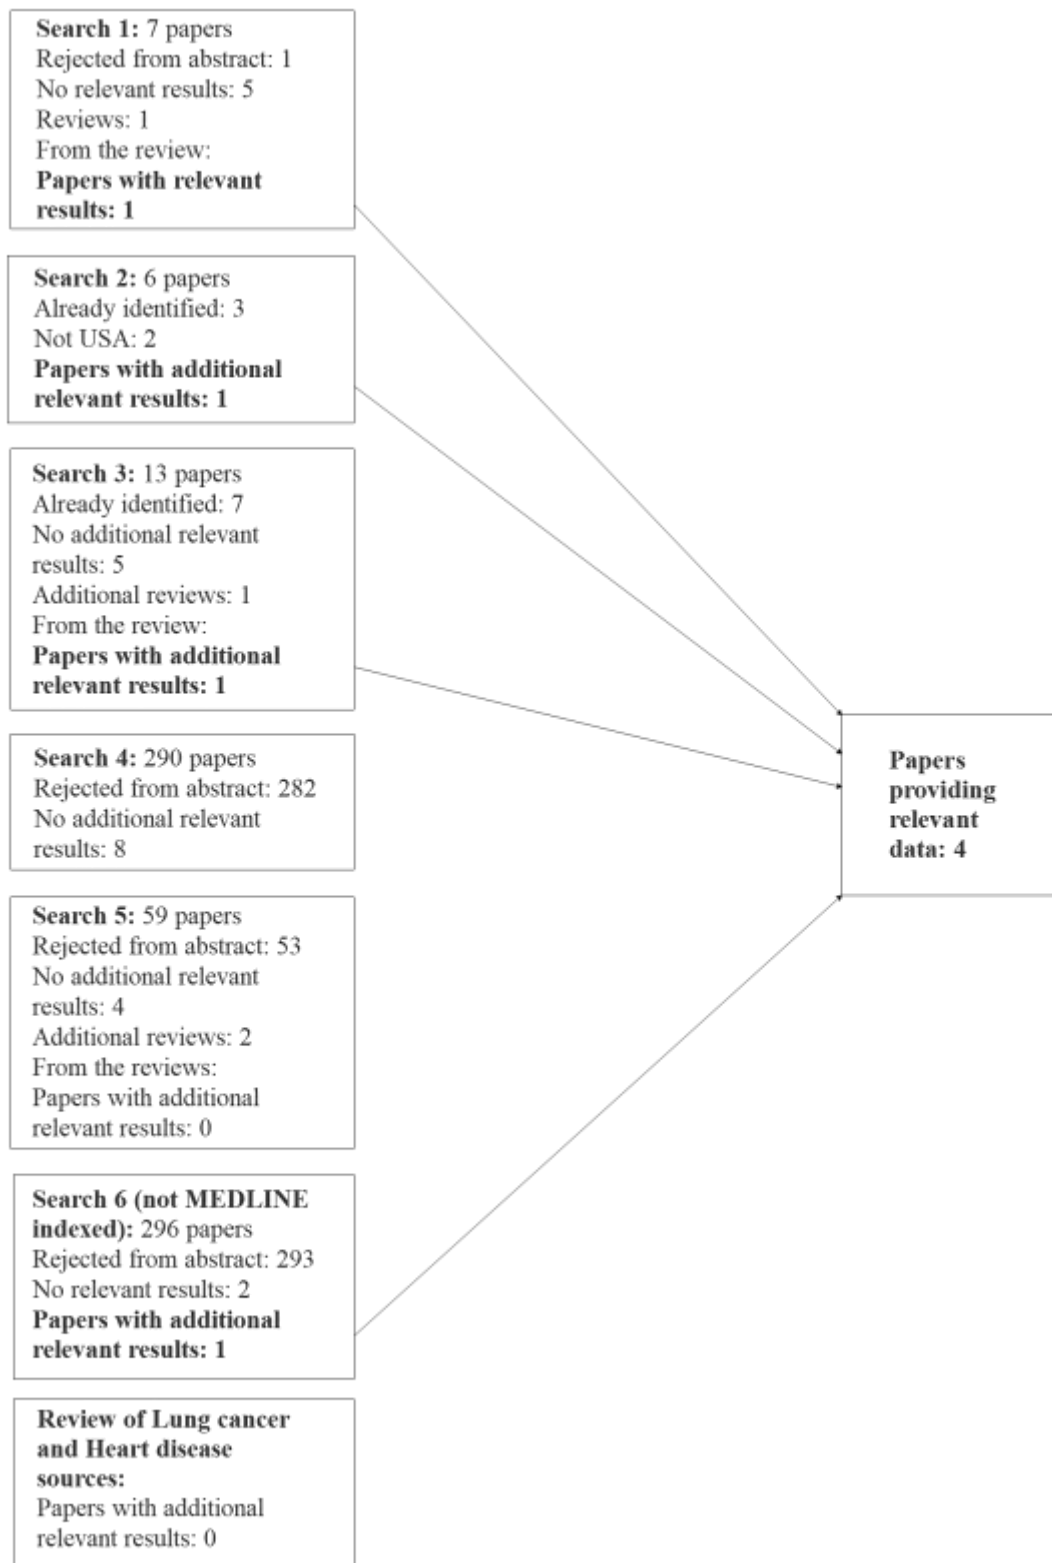 Search 1: 7 papers
Rejected from abstract: 1
No relevant results: 5
Reviews: 1
From the review:
Papers with relevant
results: 1
Search 2: 6 papers
Already identified: 3
Not USA: 2
Papers with additional
relevant results: 1
Search 3: 13 papers
Already identified: 7
No additional relevant
results: 5
Additional reviews: 1
From the review:
Papers with additional
relevant results: 1
Search 4: 290 papers
Rejected from abstract: 282
No additional relevant
results: 8
Search 5: 59 papers
Rejected from abstract: 53
No additional relevant
results: 4
Additional reviews: 2
From the reviews:
Papers with additional
relevant results: 0
Search 6 (not MEDLINE
indexed): 296 papers
Rejected from abstract: 293
No relevant results: 2
Papers with additional
relevant results: 1
Review of Lung cancer
and Heart disease
sources:
Papers with additional
relevant results: 0
Papers
providing
relevant
data: 4